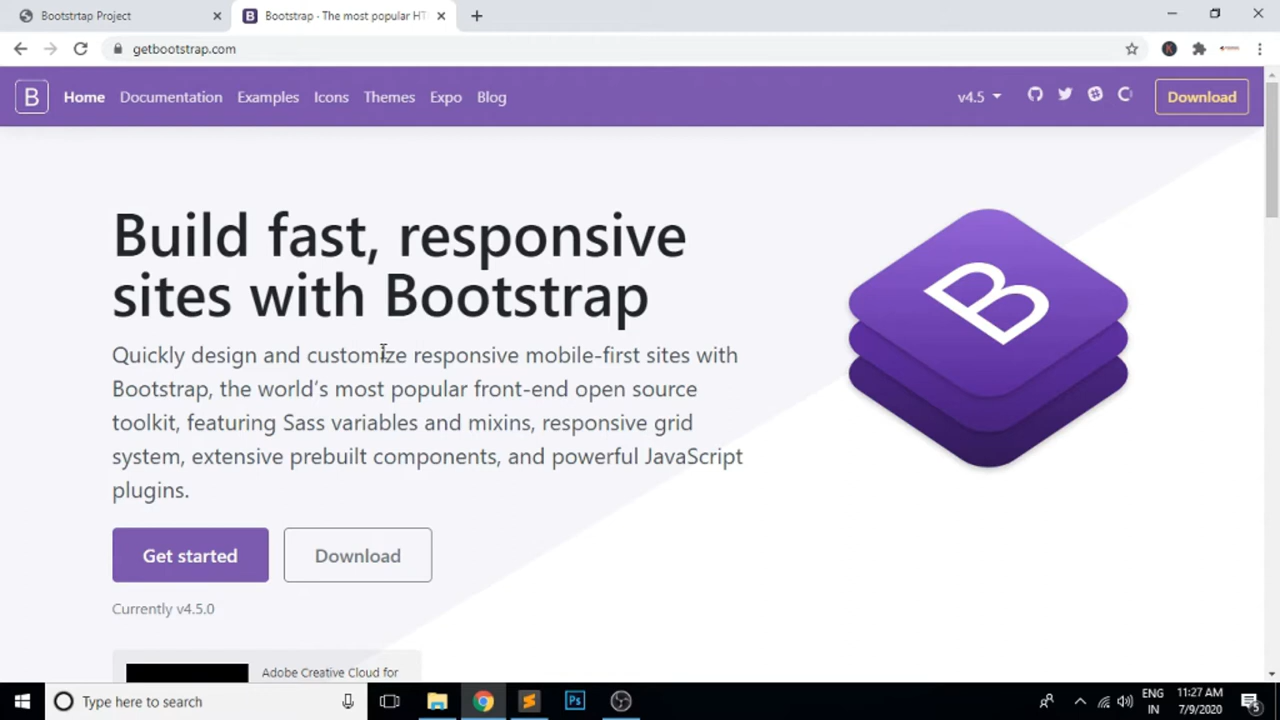 Bootstrtap Project
Bootstrap · The most popular HT
getbootstrap.com
K
B
Home
Documentation
Examples
Icons
Themes
Expo
Blog
v4.5
Download
Build fast, responsive
sites with Bootstrap
B
Quickly design and customize responsive mobile-first sites with
Bootstrap, the world's most popular front-end open source
toolkit, featuring Sass variables and mixins, responsive grid
system, extensive prebuilt components, and powerful JavaScript
plugins.
Get started
Download
Currently v4.5.0
Adobe Creative Cloud for
Type here to search
Ps
ENG
IN
11:27 AM
7/9/2020
5